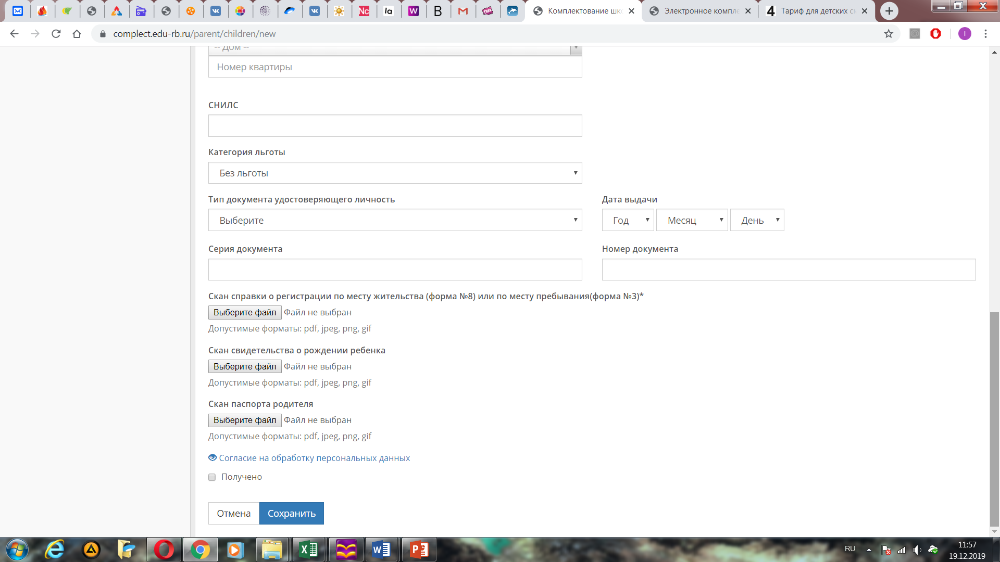 Комплектование шк
Электронное компле
Тариф для детских с
complect.edu-rb.ru/parent/children/new
-- Дом --
Номер квартиры
СНИЛС
Категория льготы
Без льготы
Тип документа удостоверяющего личность
Дата выдачи
Выберите
Год Месяц День
Серия документа
Номер документа
Скан справки о регистрации по месту жительства (форма №8) или по месту пребывания(форма №3)*
Выберите файл Файл не выбран
Допустимые форматы: pdf, jpeg, png, gif
Скан свидетельства о рождении ребенка
Выберите файл Файл не выбран
Допустимые форматы: pdf, jpeg, png, gif
Скан паспорта родителя
Выберите файл Файл не выбран
Допустимые форматы: pdf, jpeg, png, gif
Согласие на обработку персональных данных
Получено
Отмена Сохранить
RU
11:57
19.12.2019